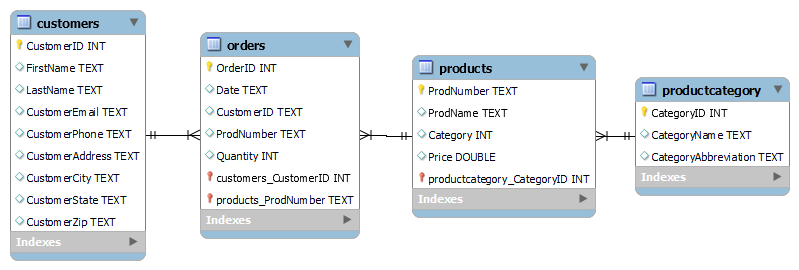 customers
CustomerID INT
FirstName TEXT
LastName TEXT
CustomerEmail TEXT
CustomerPhone TEXT
CustomerAddress TEXT
CustomerCity TEXT
CustomerState TEXT
CustomerZip TEXT
Indexes
orders
OrderID INT
Date TEXT
CustomerID TEXT
ProdNumber TEXT
Quantity INT
customers_CustomerID INT
products_ProdNumber TEXT
Indexes
products
ProdNumber TEXT
ProdName TEXT
Category INT
Price DOUBLE
productcategory_CategoryID INT
Indexes
productcategory
CategoryID INT
CategoryName TEXT
CategoryAbbreviation TEXT
Indexes